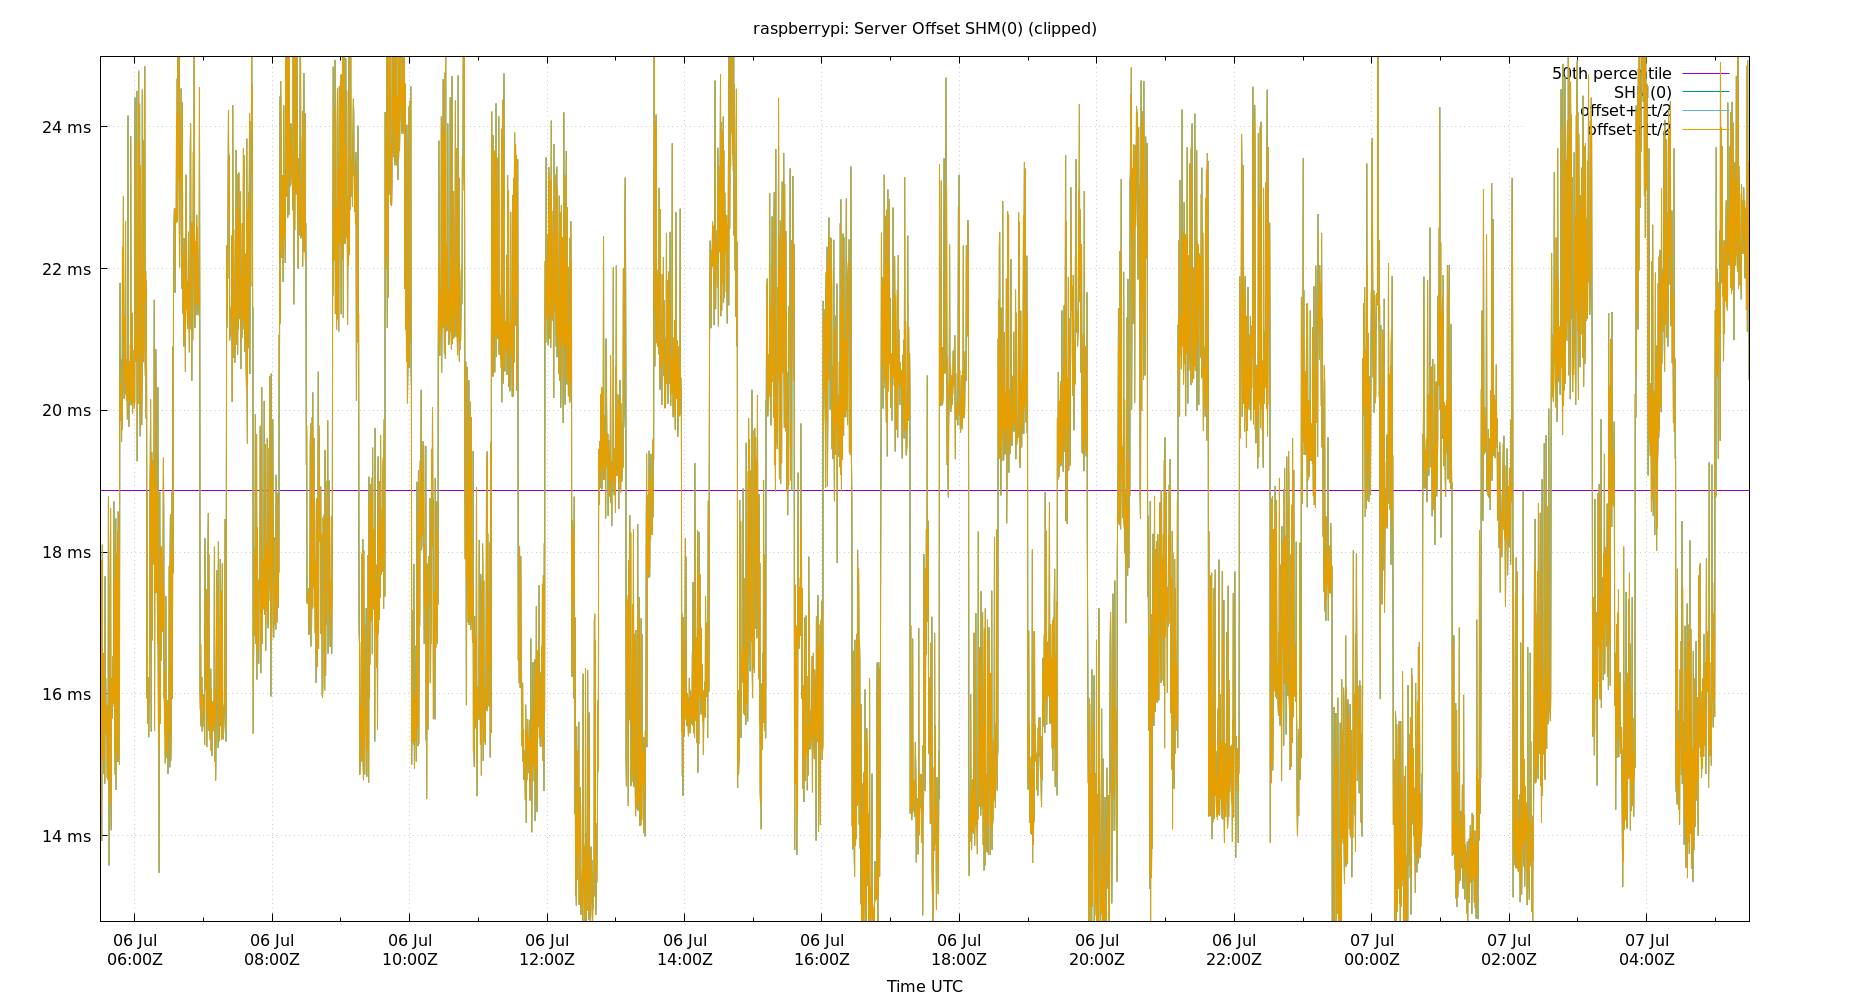 raspberrypi: Server Offset SHM(0) (clipped)
50th percentile
SHM(0)
offset+rtt/2
offset-rtt/2
24 ms
22 ms
20 ms
18 ms
16 ms
14 ms
06 Jul 06 Jul 06 Jul 06 Jul 06 Jul 06 Jul 06 Jul 06 Jul 06 Jul 07 Jul 07 Jul 07 Jul
06:00Z 08:00Z 10:00Z 12:00Z 14:00Z 16:00Z 18:00Z 20:00Z 22:00Z 00:00Z 02:00Z 04:00Z
Time UTC